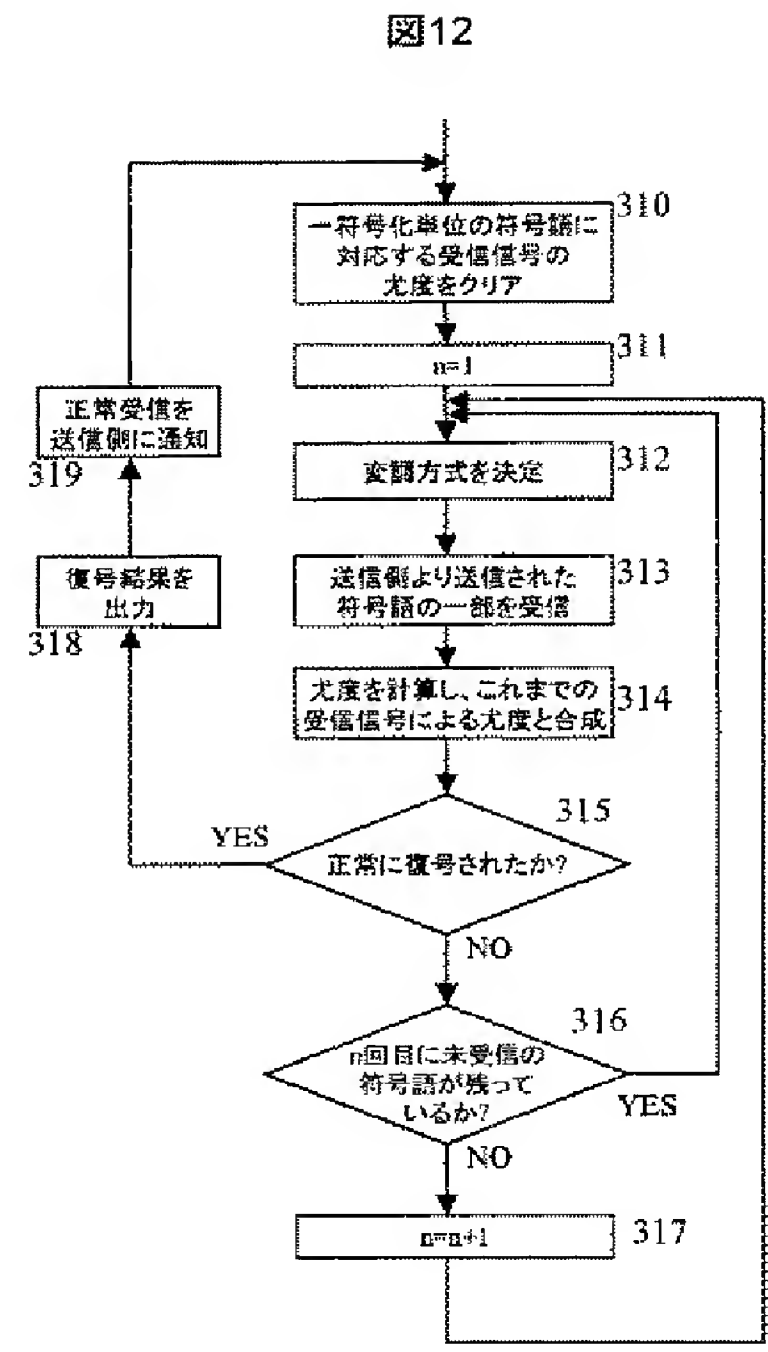 図12
310
一符号化単位の符号語に
対応する受信信号の
尤度をクリア
311
n=1
正常受信を
送信側に通知
319
312
変調方式を決定
復号結果を
出力
318
313
送信側より送信された
符号語の一部を受信
314
尤度を計算し、これまでの
受信信号による尤度と合成
315
YES
正常に復号されたか?
NO
316
n回目に未受信の
符号語が残って
いるか?
YES
NO
n=n+1
317